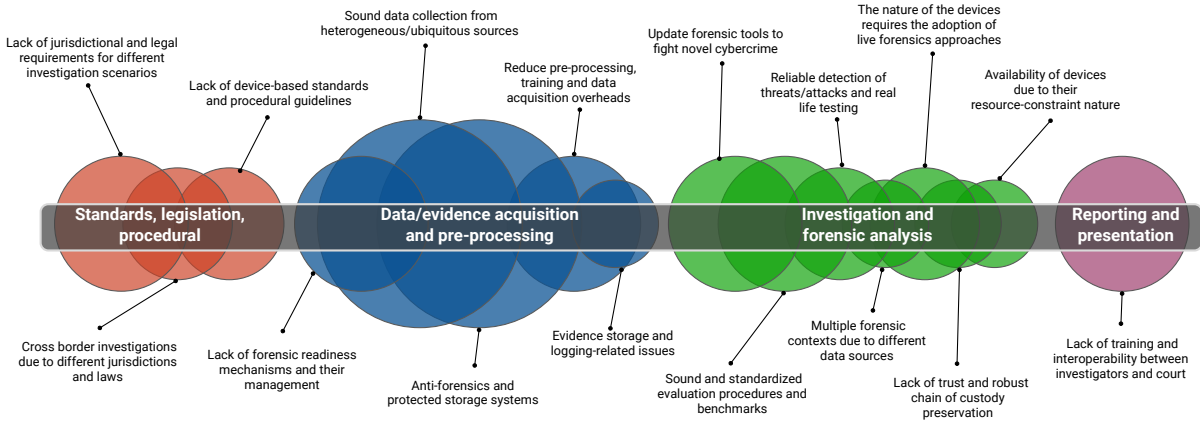 Lack of jurisdictional and legal
requirements for different
investigation scenarios
Lack of device-based standards
and procedural guidelines
Sound data collection from
heterogeneous/ubiquitous sources
Reduce pre-processing,
training and data
acquisition overheads
Update forensic tools to
fight novel cybercrime
Reliable detection of
threats/attacks and real
life testing
The nature of the devices
requires the adoption of
live forensics approaches
Availability of devices
due to their
resource-constraint nature
Standards, legislation,
procedural
Data/evidence acquisition
and pre-processing
Investigation and
forensic analysis
Reporting and
presentation
Cross border investigations
due to different jurisdictions
and laws
Lack of forensic readiness
mechanisms and their
management
Anti-forensics and
protected storage systems
Evidence storage and
logging-related issues
Sound and standardized
evaluation procedures and
benchmarks
Multiple forensic
contexts due to different
data sources
Lack of trust and robust
chain of custody
preservation
Lack of training and
interoperability between
investigators and court